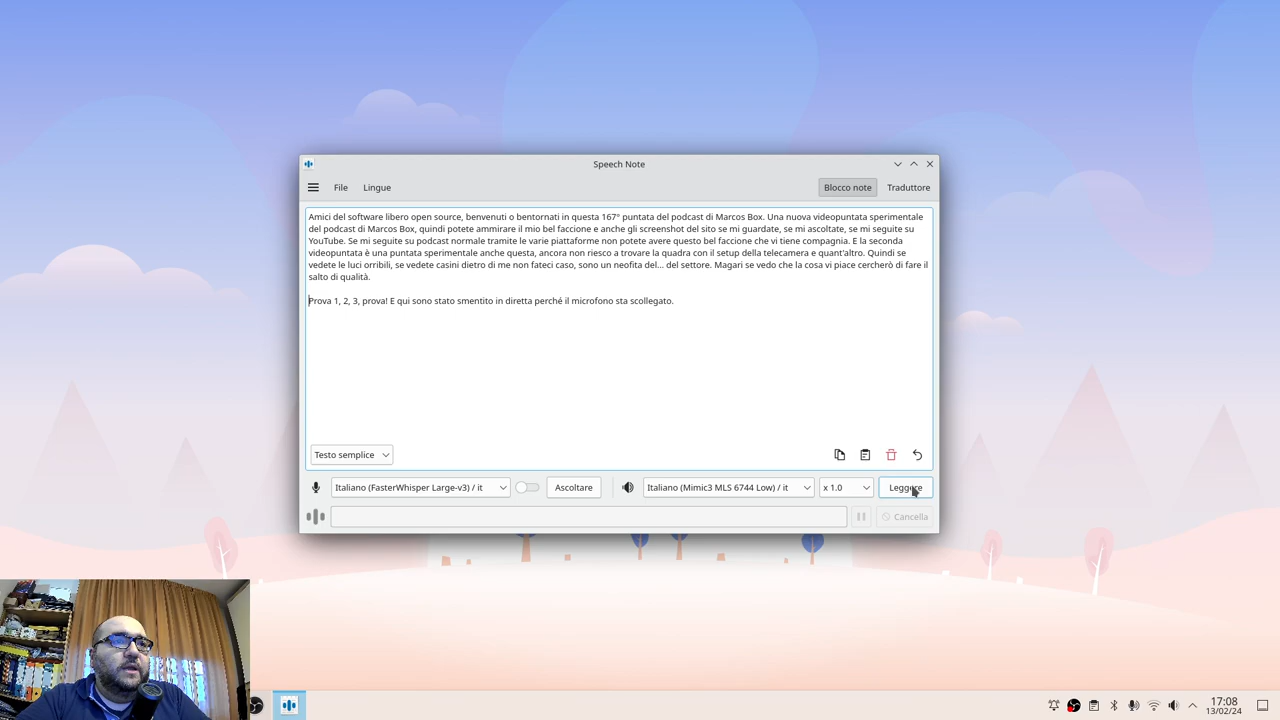 Speech Note
File Lingue Blocco note Traduttore
Amici del software libero open source, benvenuti o bentornati in questa 167° puntata del podcast di Marcos Box. Una nuova videopuntata sperimentale
del podcast di Marcos Box, quindi potete ammirare il mio bel faccione e anche gli screenshot del sito se mi guardate, se mi ascoltate, se mi seguite su
YouTube. Se mi seguite su podcast normale tramite le varie piattaforme non potete avere questo bel faccione che vi tiene compagnia. E la seconda
videopuntata è una puntata sperimentale anche questa, ancora non riesco a trovare la quadra con il setup della telecamera e quant'altro. Quindi se
vedete le luci orribili, se vedete casini dietro di me non fateci caso, sono un neofita del... del settore. Magari se vedo che la cosa vi piace cercherò di fare il
salto di qualità.
Prova 1, 2, 3, prova! E qui sono stato smentito in diretta perché il microfono sta scollegato.
Testo semplice
Italiano (FasterWhisper Large-v3) / it Ascoltare Italiano (Mimic3 MLS 6744 Low) / it x 1.0 Leggere
Cancella
17:08
13/02/24